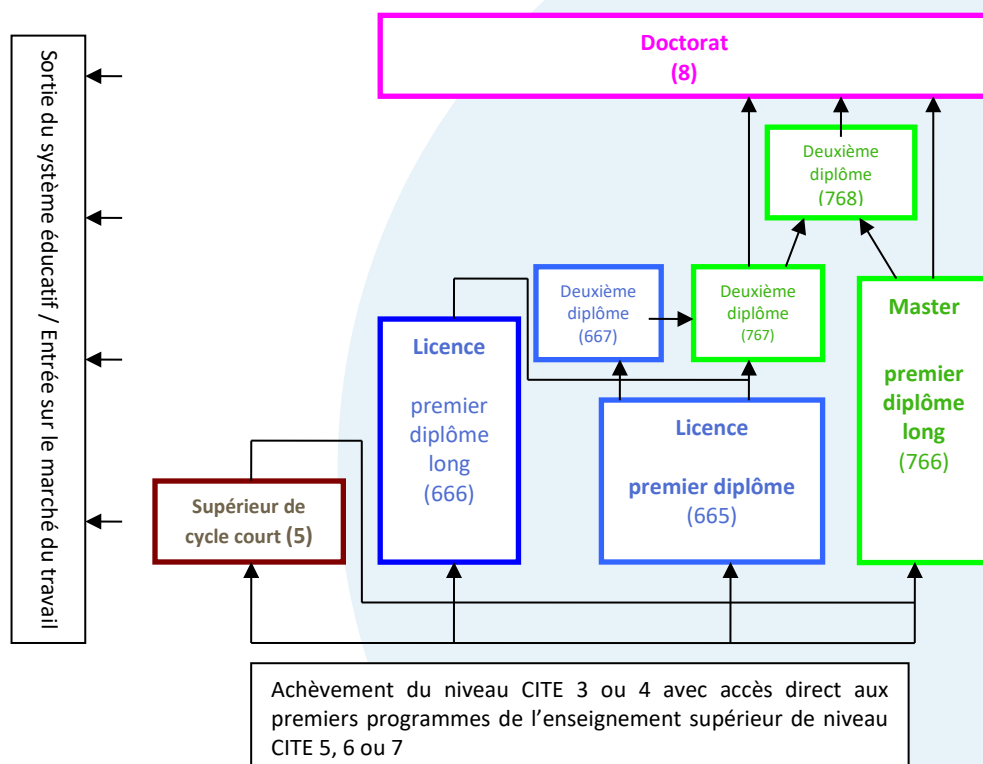 Sortie du système éducatif / Entrée sur le marché du travail
Doctorat
(8)
Deuxième
diplôme
(768)
Deuxième
diplôme
(667)
Deuxième
diplôme
(767)
Master
premier
diplôme
long
(766)
Licence
premier
diplôme
long
(666)
Licence
premier diplôme
(665)
Supérieur de
cycle court (5)
Achèvement du niveau CITE 3 ou 4 avec accès direct aux
premiers programmes de l’enseignement supérieur de niveau
CITE 5, 6 ou 7